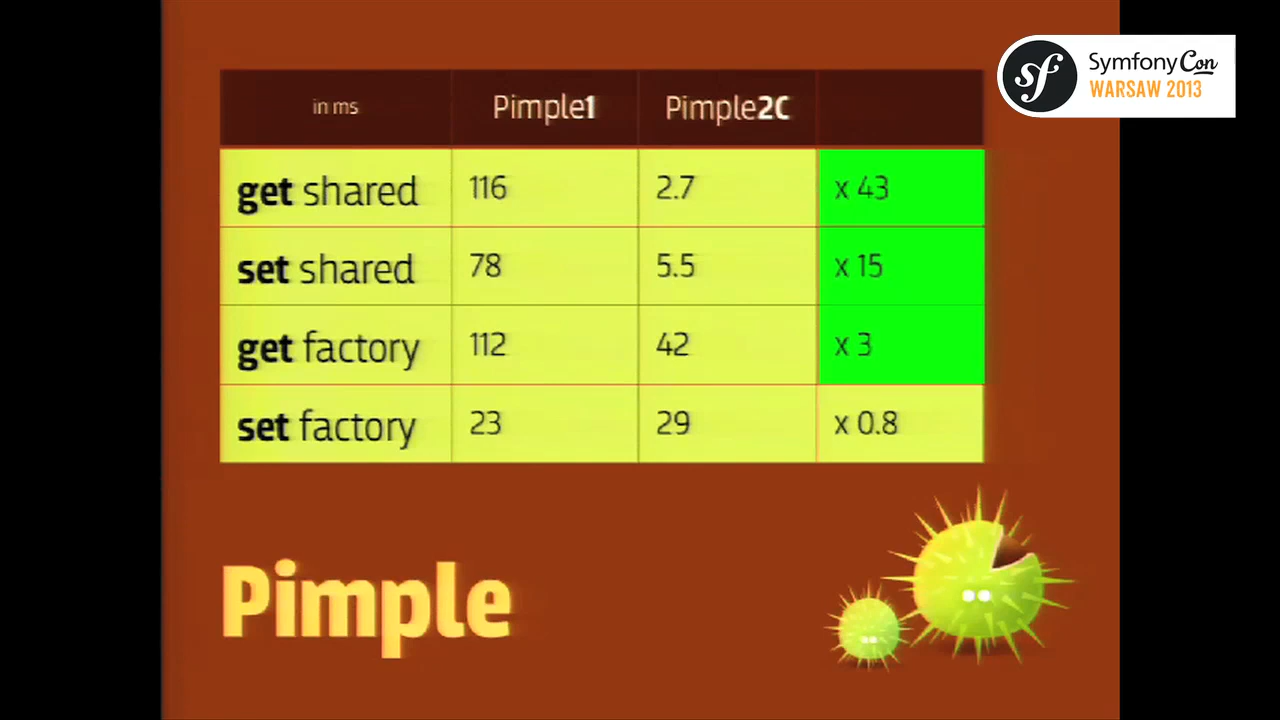 SymfonyCon
WARSAW 2013
in ms Pimple1 Pimple2C
get shared 116 2.7 x 43
set shared 78 5.5 x 15
get factory 112 42 x 3
set factory 23 29 x 0.8
Pimple